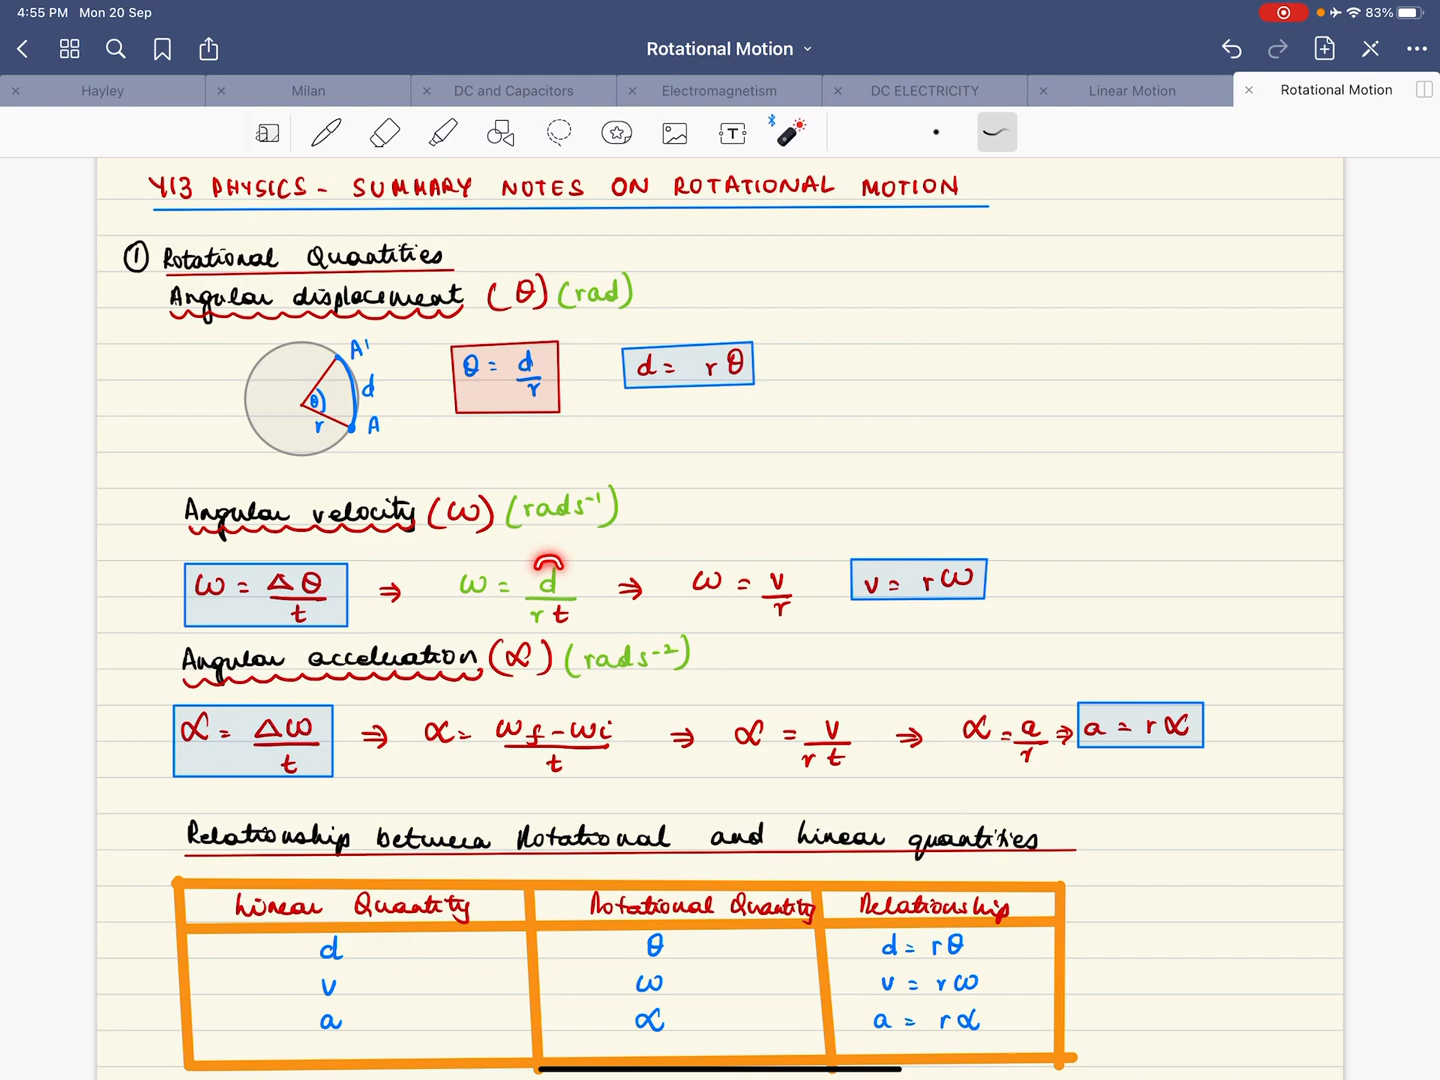 4:55 PM Mon 20 Sep 83%
Rotational Motion
Hayley Milan DC and Capacitors Electromagnetism DC ELECTRICITY Linear Motion Rotational Motion
Y13 PHYSICS - SUMMARY NOTES ON ROTATIONAL MOTION
① Rotational Quantities
Angular displacement (θ) (rad)
A' d θ r A
θ = d/r d = rθ
Angular velocity (ω) (rads⁻¹)
ω = Δθ/t ⇒ ω = d/rt ⇒ ω = v/r v = rω
Angular acceleration (α) (rads⁻²)
α = Δω/t ⇒ α = ωf - ωi/t ⇒ α = v/rt ⇒ α = a/r ⇒ a = rα
Relationship between Rotational and Linear quantities
Linear Quantity Rotational Quantity Relationship
d θ d = rθ
v ω v = rω
a α a = rα